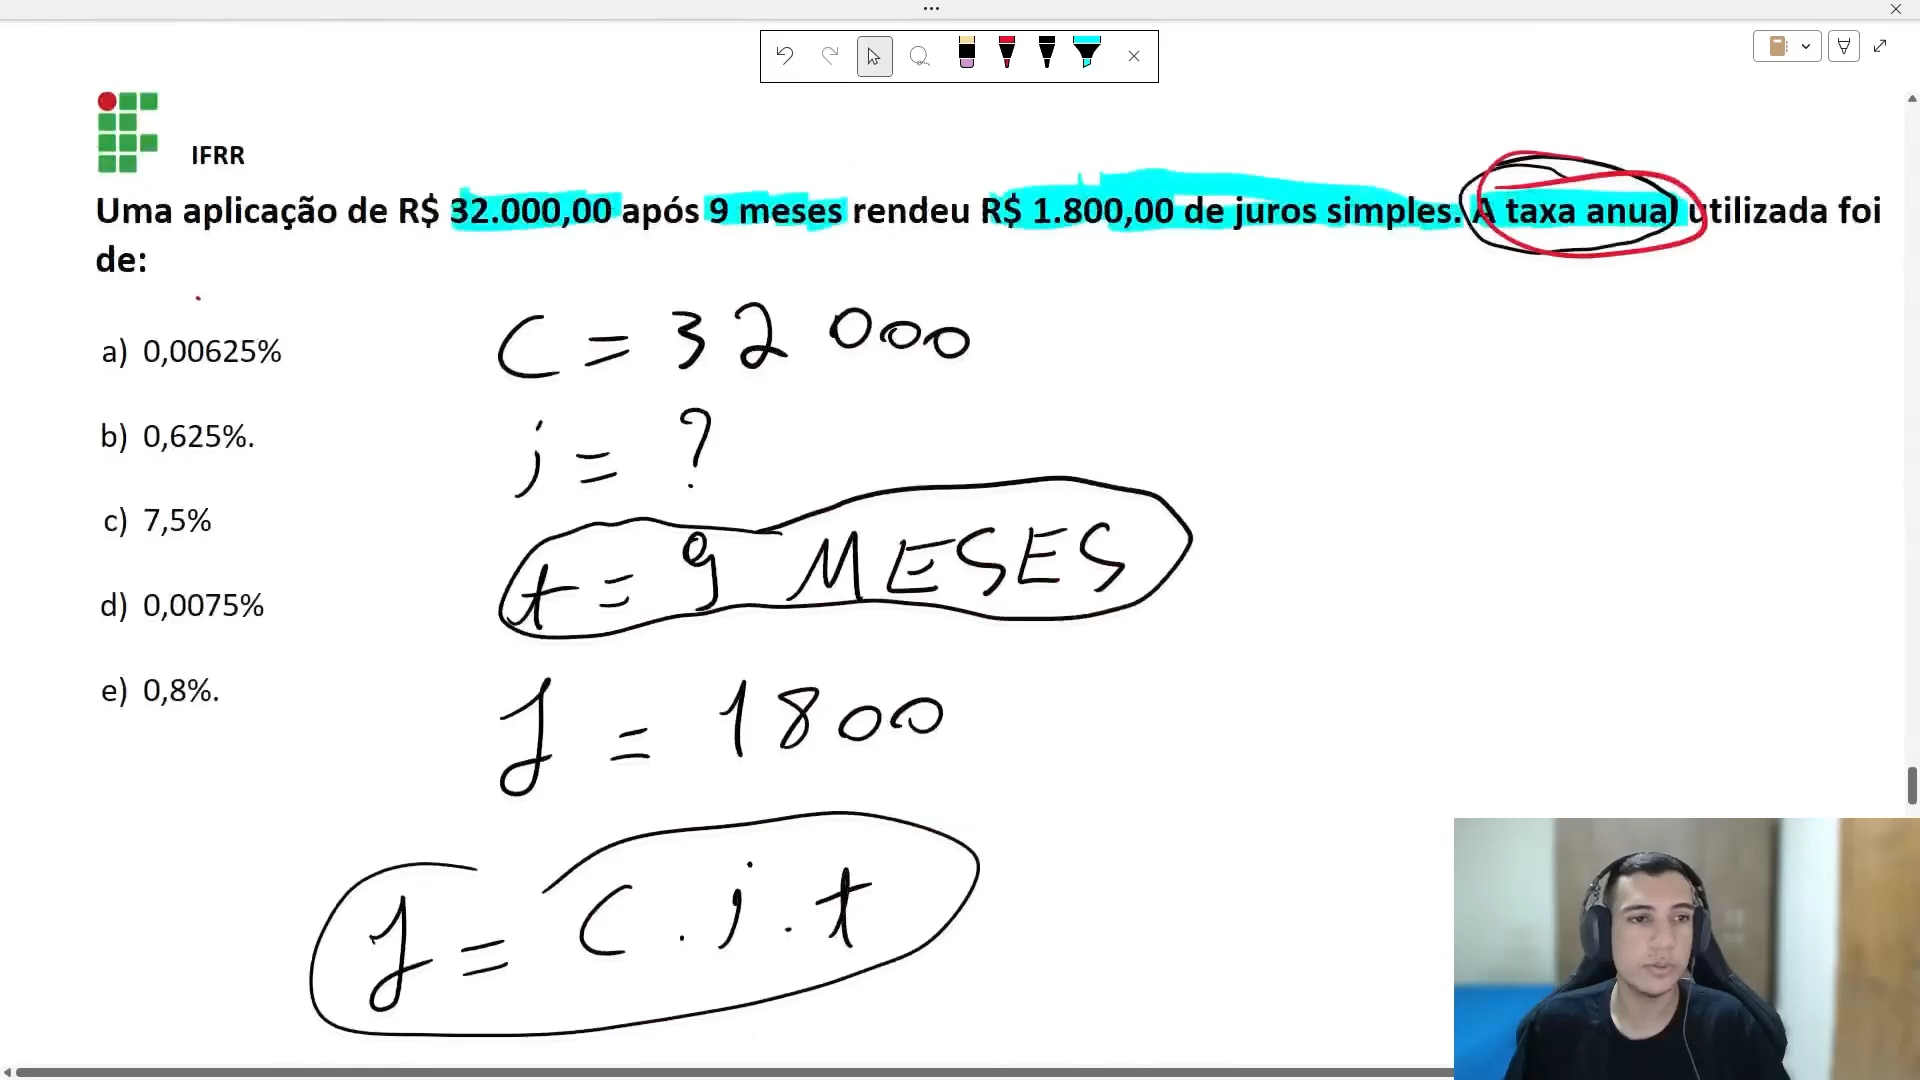 IFRR
Uma aplicação de R$ 32.000,00 após 9 meses rendeu R$ 1.800,00 de juros simples. A taxa anual utilizada foi
de:
a) 0,00625%
b) 0,625%.
c) 7,5%
d) 0,0075%
e) 0,8%.
C = 32 000
i = ?
t = 9 MESES
J = 1800
J = C . i . t